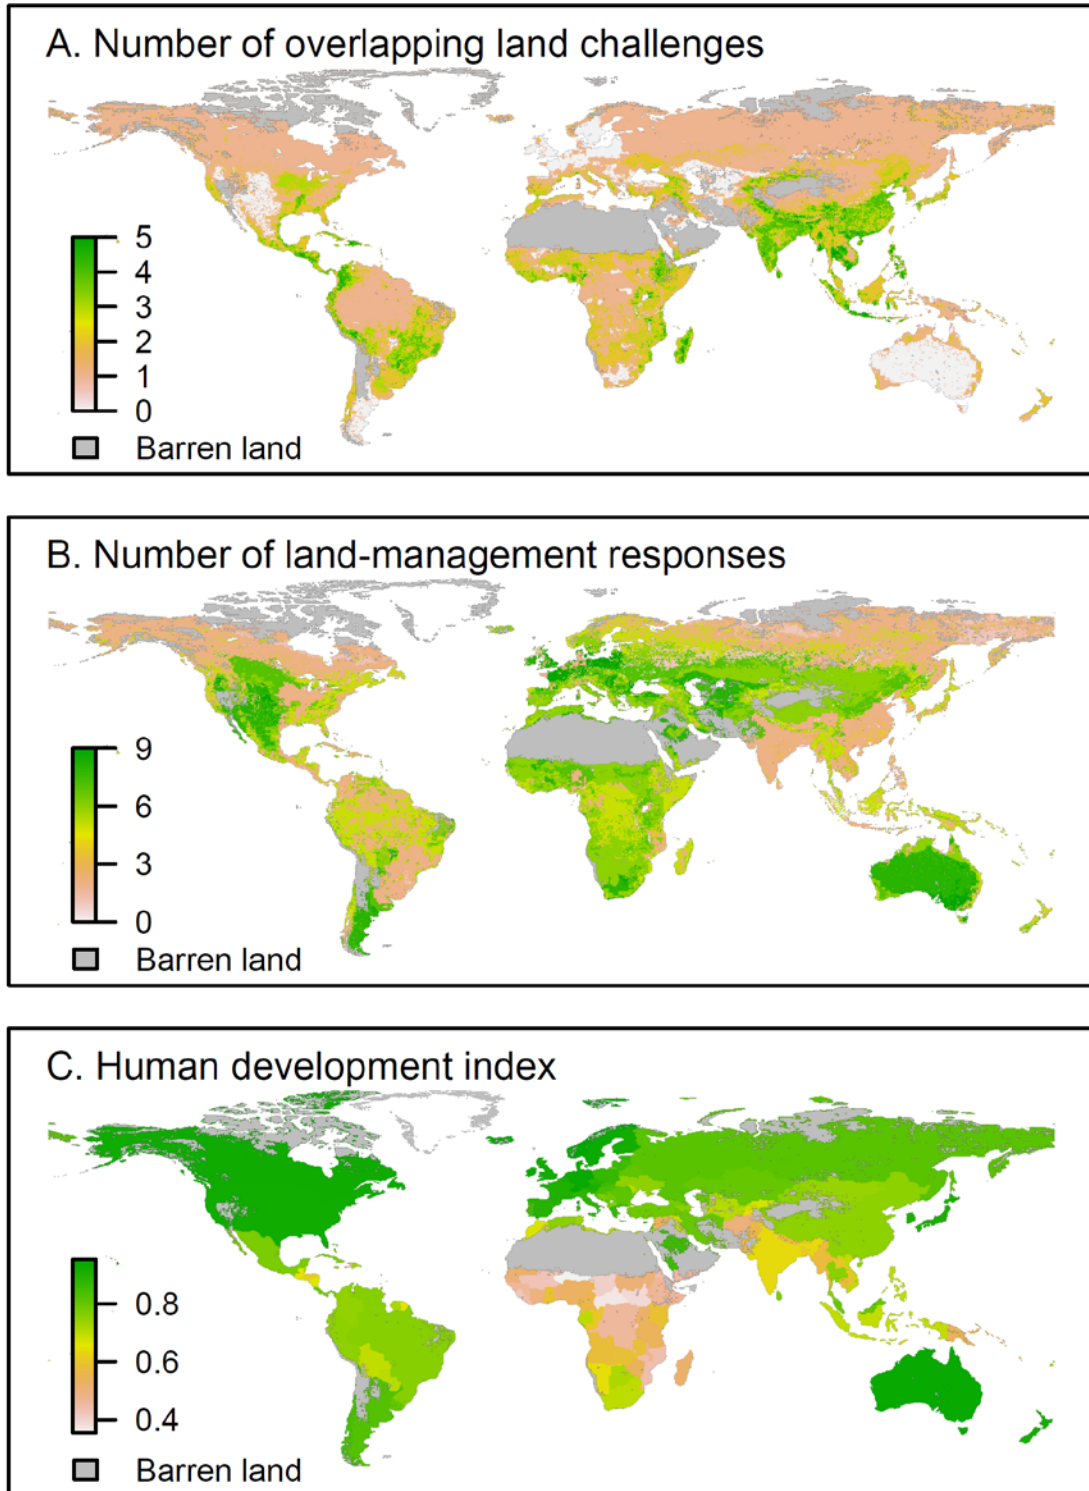 A. Number of overlapping land challenges
5
4
3
2
1
0
Barren land
B. Number of land-management responses
9
6
3
0
Barren land
C. Human development index
0.8
0.6
0.4
Barren land